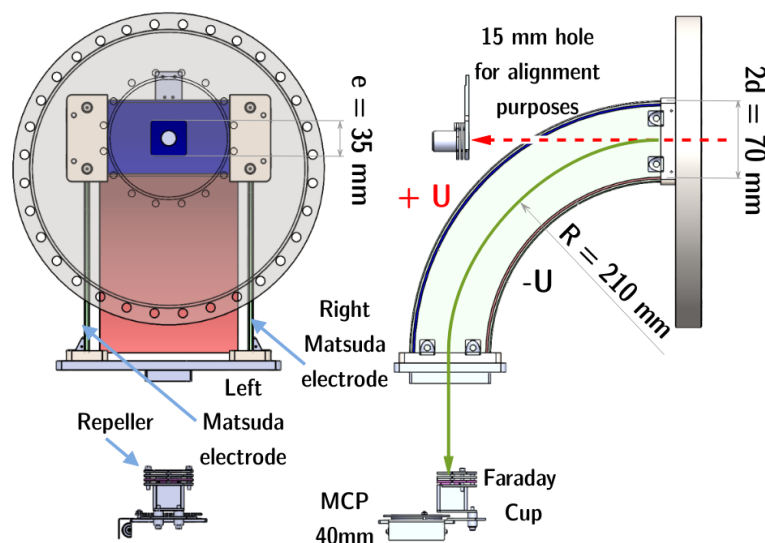 15 mm hole
for alignment
purposes
e = 35 mm
2d = 70 mm
+ U
-U
R = 210 mm
Right
Matsuda
electrode
Left
Matsuda
electrode
Repeller
MCP
40mm
Faraday
Cup